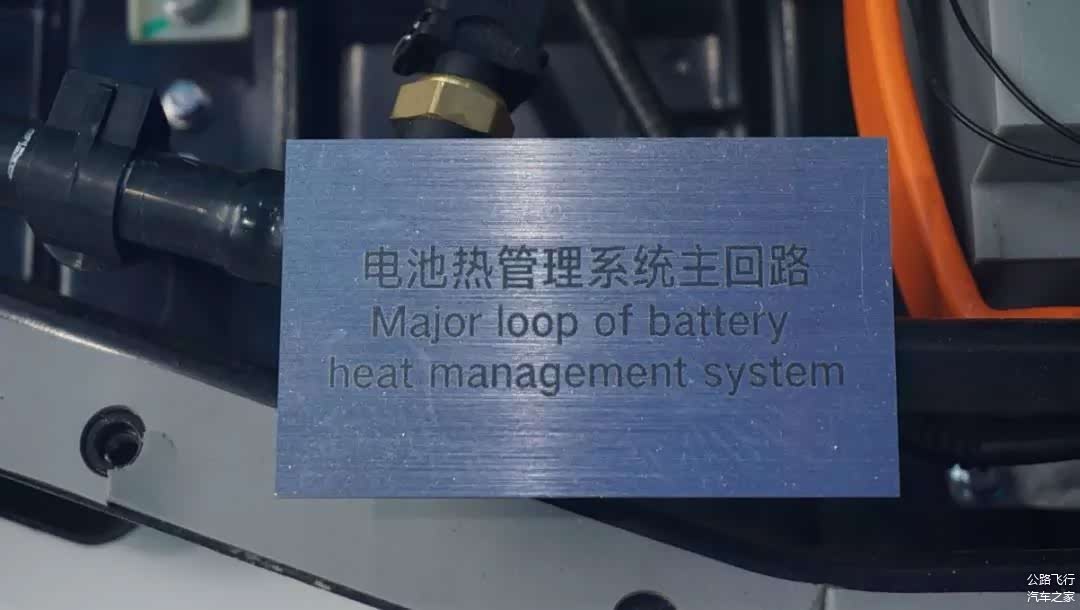 电池热管理系统主回路
Major loop of battery
heat management system
公路飞行
汽车之家